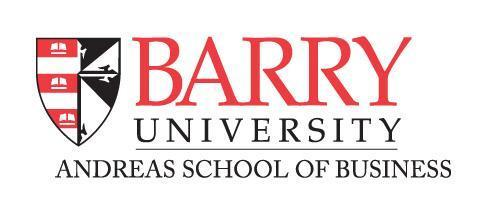 BARRY
UNIVERSITY
ANDREAS SCHOOL OF BUSINESS